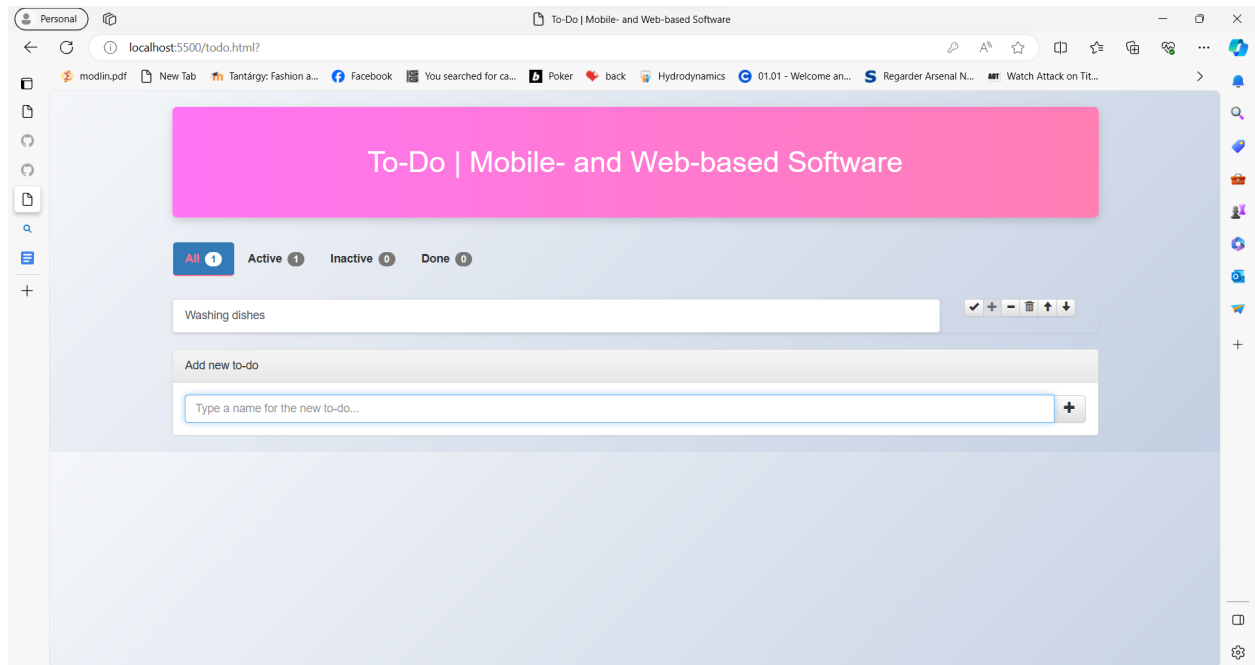 Personal
To-Do | Mobile- and Web-based Software
localhost:5500/todo.html?
modlin.pdf New Tab Tantárgy: Fashion a... Facebook You searched for ca... Poker back Hydrodynamics 01.01 - Welcome an... Regarder Arsenal N... AOT Watch Attack on Tit...
To-Do | Mobile- and Web-based Software
All 1 Active 1 Inactive 0 Done 0
Washing dishes
Add new to-do
Type a name for the new to-do...